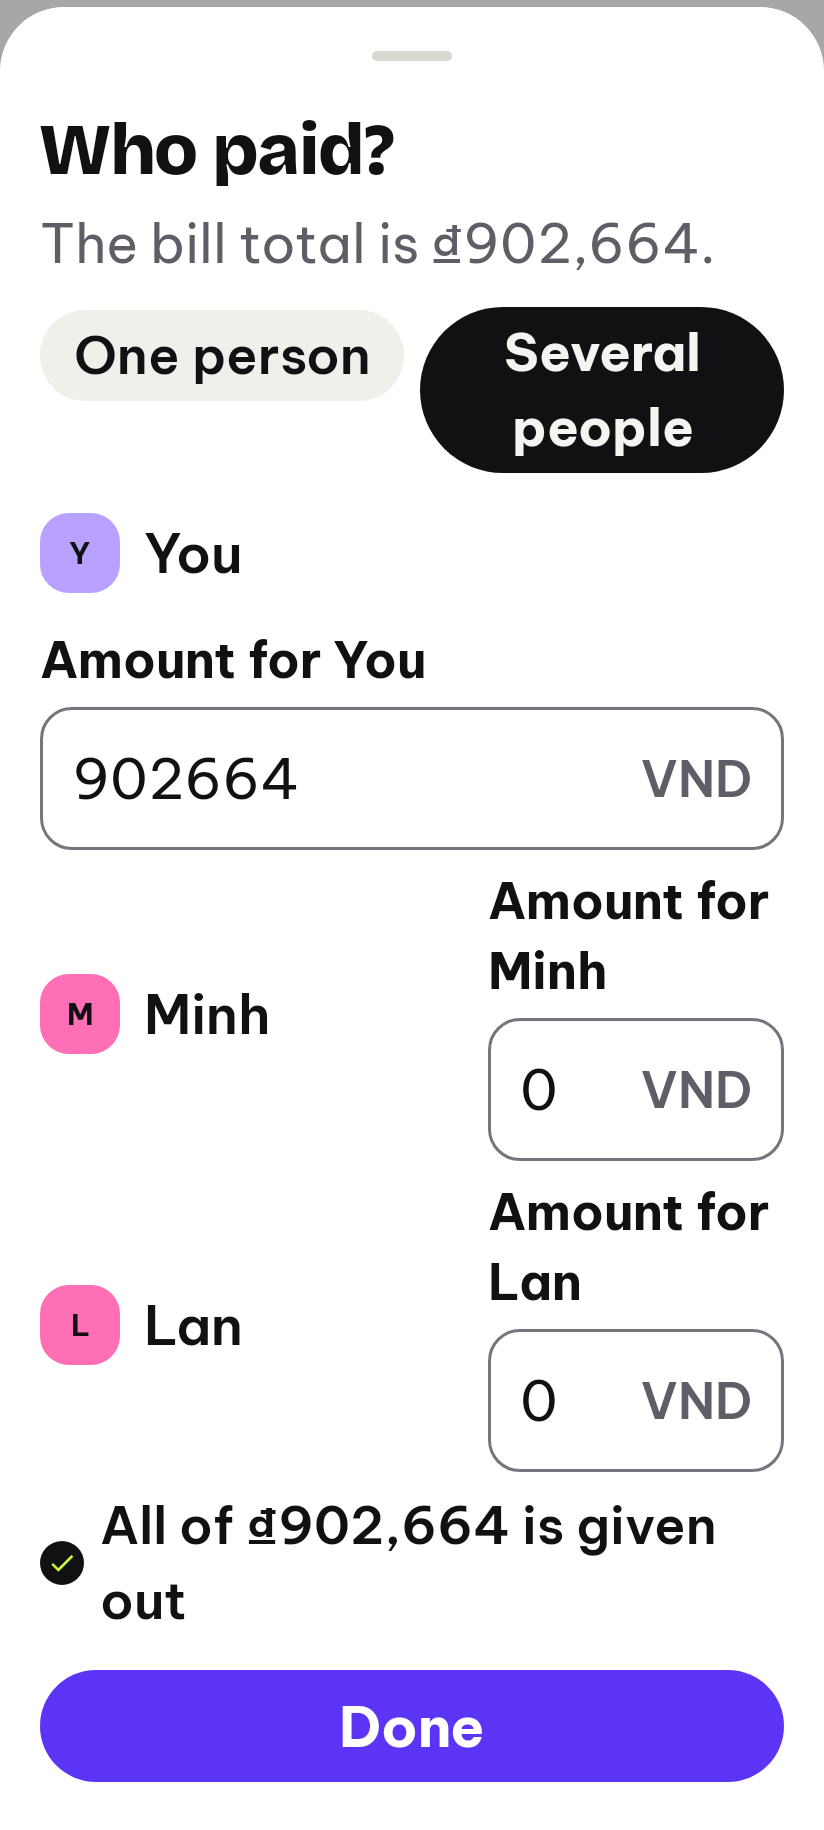 Who paid?
The bill total is ₫902,664.
One person
Several
people
Y
You
Amount for You
902664
VND
M
Minh
Amount for
Minh
0
VND
L
Lan
Amount for
Lan
0
VND
All of ₫902,664 is given
out
Done